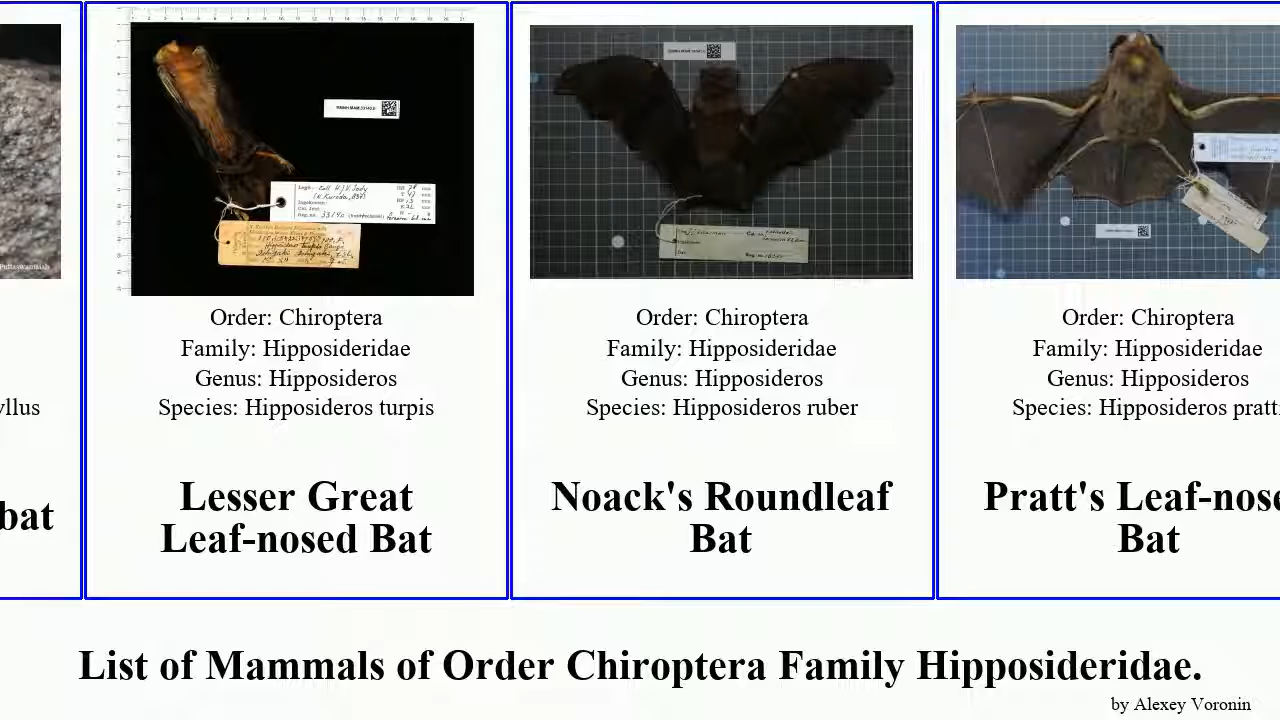 yllus
bat
Order: Chiroptera
Family: Hipposideridae
Genus: Hipposideros
Species: Hipposideros turpis
Lesser Great
Leaf-nosed Bat
Order: Chiroptera
Family: Hipposideridae
Genus: Hipposideros
Species: Hipposideros ruber
Noack's Roundleaf
Bat
Order: Chiroptera
Family: Hipposideridae
Genus: Hipposideros
Species: Hipposideros pratti
Pratt's Leaf-nose
Bat
List of Mammals of Order Chiroptera Family Hipposideridae.
by Alexey Voronin